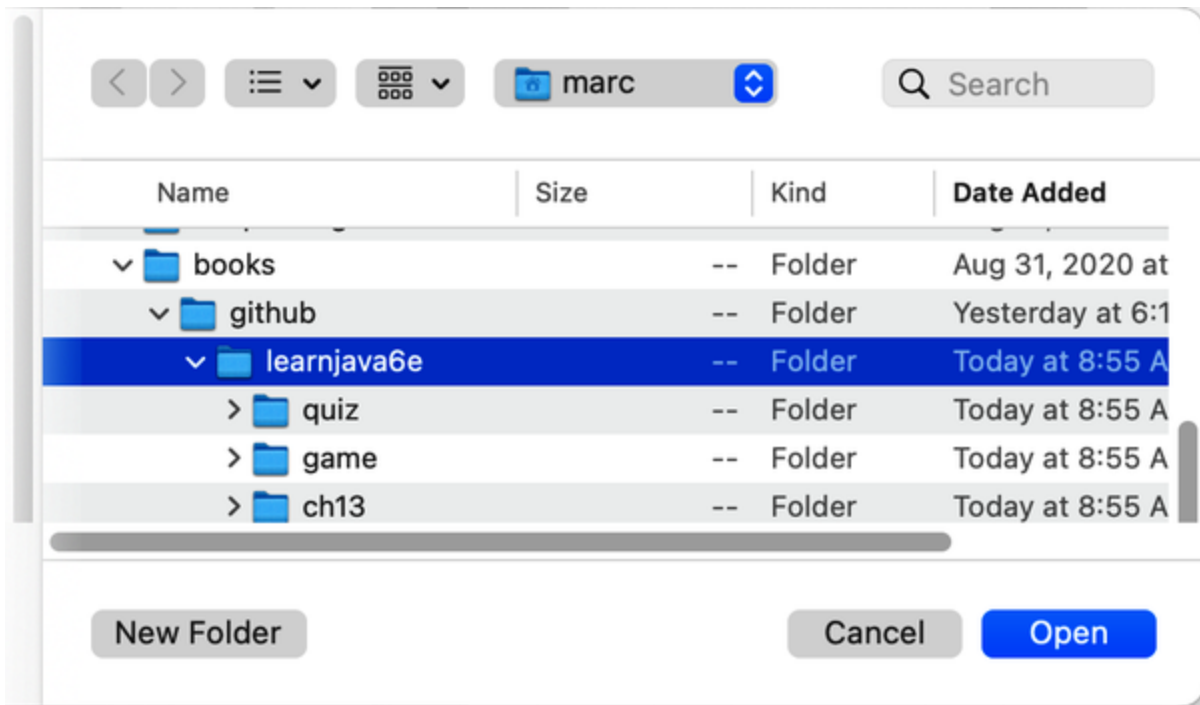 marc Search
Name Size Kind Date Added
books -- Folder Aug 31, 2020 at
github -- Folder Yesterday at 6:1
learnjava6e -- Folder Today at 8:55 A
quiz -- Folder Today at 8:55 A
game -- Folder Today at 8:55 A
ch13 -- Folder Today at 8:55 A
New Folder Cancel Open